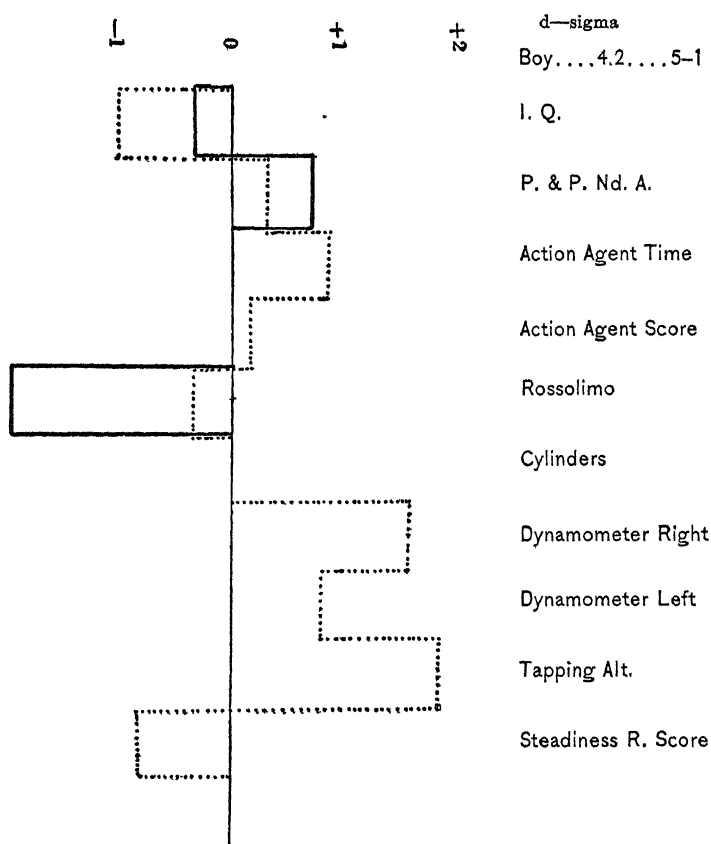 d—sigma
-1 0 +1 +2
Boy....4.2....5-1
I. Q.
P. & P. Nd. A.
Action Agent Time
Action Agent Score
Rossolimo
Cylinders
Dynamometer Right
Dynamometer Left
Tapping Alt.
Steadiness R. Score